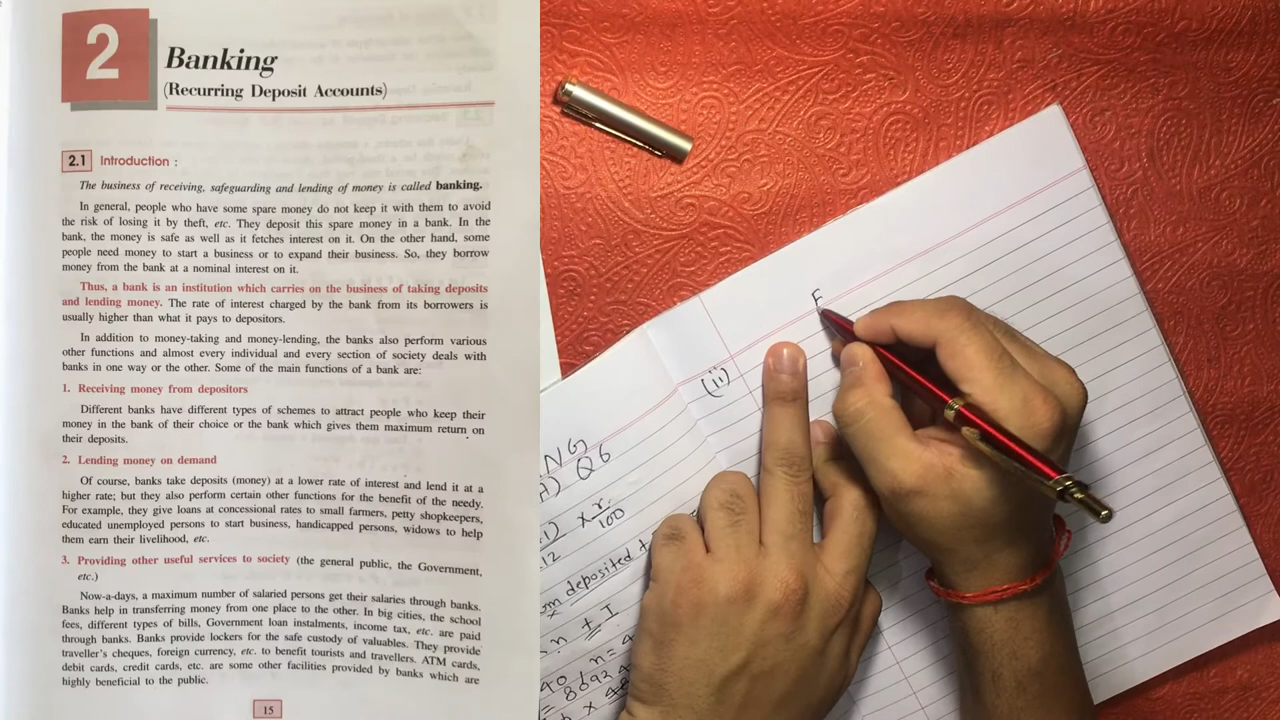 2
Banking
(Recurring Deposit Accounts)
2.1 Introduction :
The business of receiving, safeguarding and lending of money is called banking.
In general, people who have some spare money do not keep it with them to avoid
the risk of losing it by theft, etc. They deposit this spare money in a bank. In the
bank, the money is safe as well as it fetches interest on it. On the other hand, some
people need money to start a business or to expand their business. So, they borrow
money from the bank at a nominal interest on it.
Thus, a bank is an institution which carries on the business of taking deposits
and lending money. The rate of interest charged by the bank from its borrowers is
usually higher than what it pays to depositors.
In addition to money-taking and money-lending, the banks also perform various
other functions and almost every individual and every section of society deals with
banks in one way or the other. Some of the main functions of a bank are:
1. Receiving money from depositors
Different banks have different types of schemes to attract people who keep their
money in the bank of their choice or the bank which gives them maximum return on
their deposits.
2. Lending money on demand
Of course, banks take deposits (money) at a lower rate of interest and lend it at a
higher rate; but they also perform certain other functions for the benefit of the needy.
For example, they give loans at concessional rates to small farmers, petty shopkeepers,
educated unemployed persons to start business, handicapped persons, widows to help
them earn their livelihood, etc.
3. Providing other useful services to society (the general public, the Government,
etc.)
Now-a-days, a maximum number of salaried persons get their salaries through banks.
Banks help in transferring money from one place to the other. In big cities, the school
fees, different types of bills, Government loan instalments, income tax, etc. are paid
through banks. Banks provide lockers for the safe custody of valuables. They provide
traveller's cheques, foreign currency, etc. to benefit tourists and travellers. ATM cards,
debit cards, credit cards, etc. are some other facilities provided by banks which are
highly beneficial to the public.
15
F
(ii)
NG
A) Q6
1) × r
12 100
deposited
n ± I
n = 4